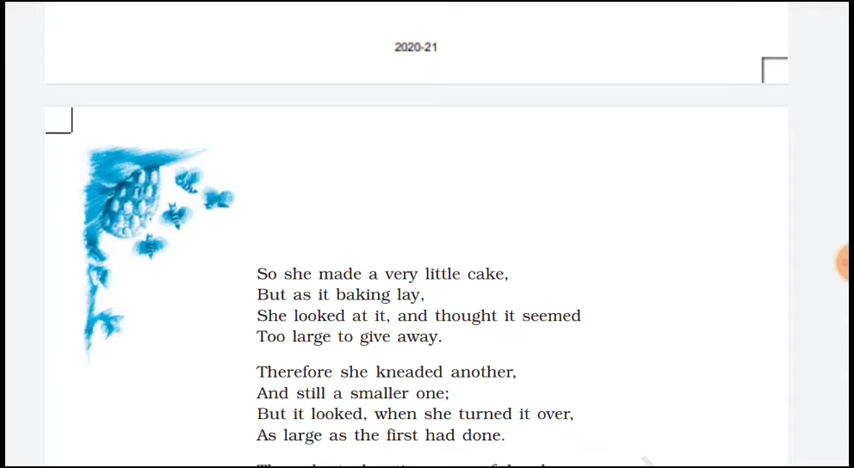 2020-21
So she made a very little cake,
But as it baking lay,
She looked at it, and thought it seemed
Too large to give away.
Therefore she kneaded another,
And still a smaller one;
But it looked, when she turned it over,
As large as the first had done.